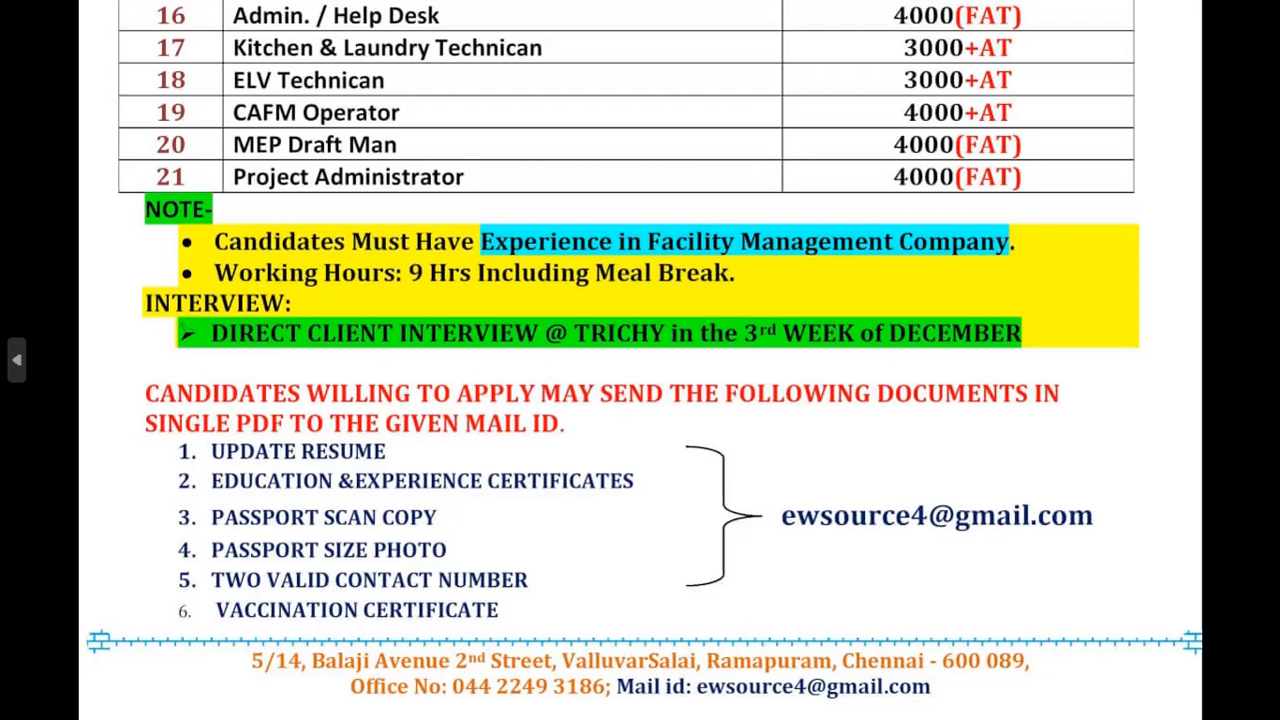 16 Admin. / Help Desk 4000(FAT)
17 Kitchen & Laundry Technican 3000+AT
18 ELV Technican 3000+AT
19 CAFM Operator 4000+AT
20 MEP Draft Man 4000(FAT)
21 Project Administrator 4000(FAT)
NOTE-
• Candidates Must Have Experience in Facility Management Company.
• Working Hours: 9 Hrs Including Meal Break.
INTERVIEW:
➢ DIRECT CLIENT INTERVIEW @ TRICHY in the 3rd WEEK of DECEMBER
CANDIDATES WILLING TO APPLY MAY SEND THE FOLLOWING DOCUMENTS IN
SINGLE PDF TO THE GIVEN MAIL ID.
1. UPDATE RESUME
2. EDUCATION &EXPERIENCE CERTIFICATES
3. PASSPORT SCAN COPY
4. PASSPORT SIZE PHOTO
5. TWO VALID CONTACT NUMBER
6. VACCINATION CERTIFICATE
ewsource4@gmail.com
5/14, Balaji Avenue 2nd Street, ValluvarSalai, Ramapuram, Chennai - 600 089,
Office No: 044 2249 3186; Mail id: ewsource4@gmail.com